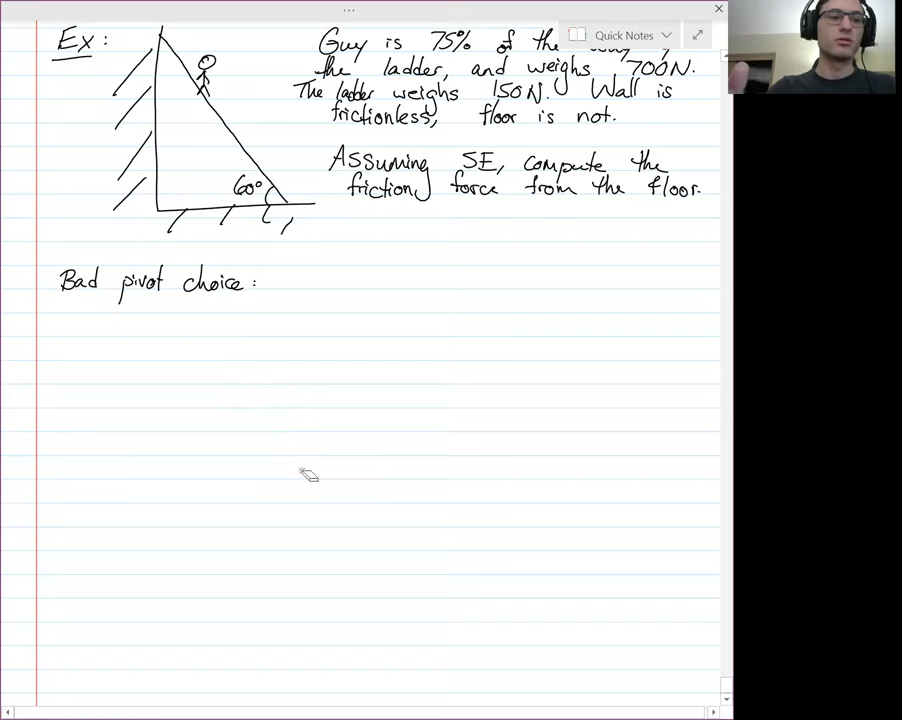 Ex:
Guy is 75% of the
the ladder, and weighs 700N.
The ladder weighs 150N. Wall is
frictionless, floor is not.
Assuming SE, compute the
friction force from the floor.
60°
Bad pivot choice:
Quick Notes